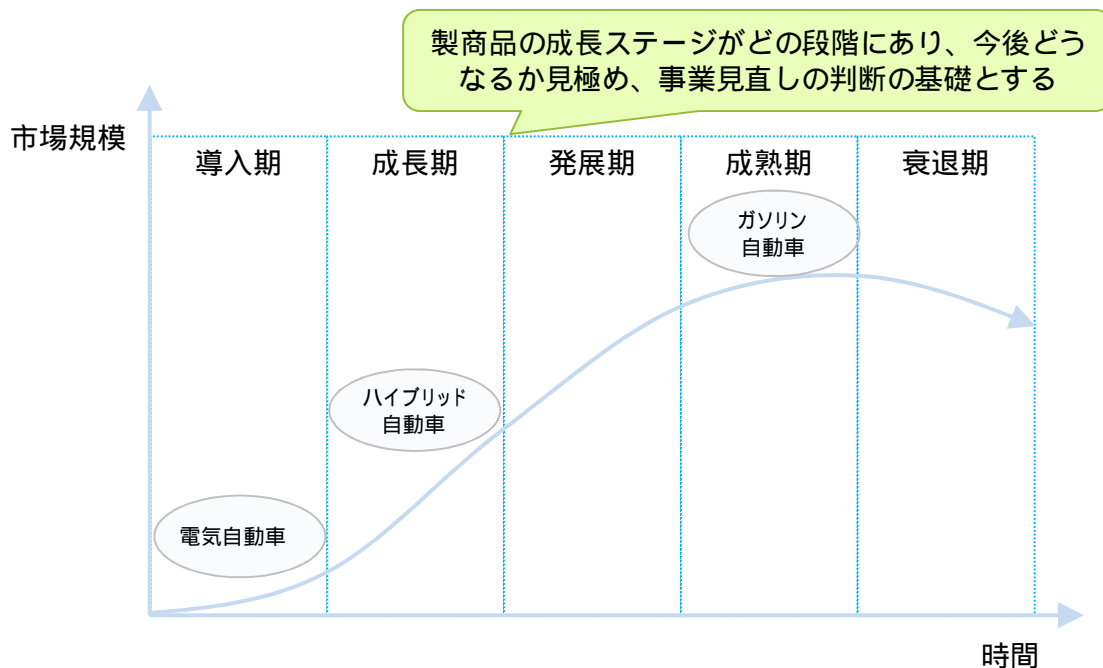 製商品の成長ステージがどの段階にあり、今後どう
なるか見極め、事業見直しの判断の基礎とする
市場規模
導入期
成長期
発展期
成熟期
衰退期
ガソリン
自動車
ハイブリッド
自動車
電気自動車
時間